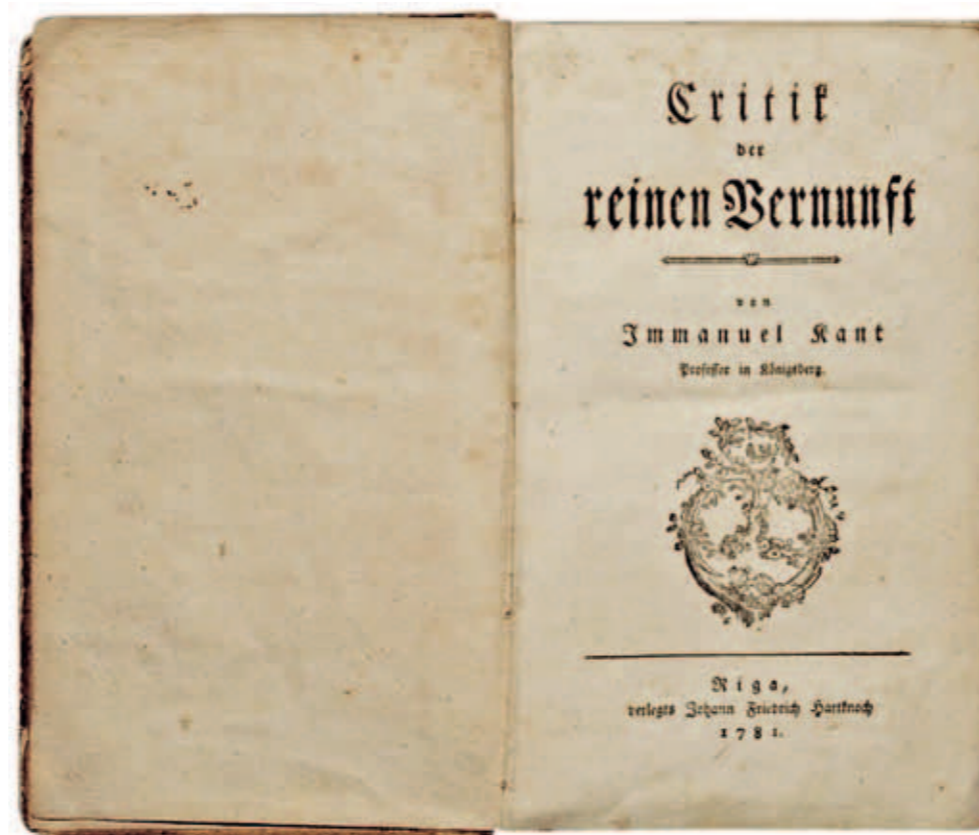 Critik
der
reinen Vernunft
von
Immanuel Kant
Professor in Königsberg.
Riga,
verlegts Johann Friedrich Hartknoch
1781.